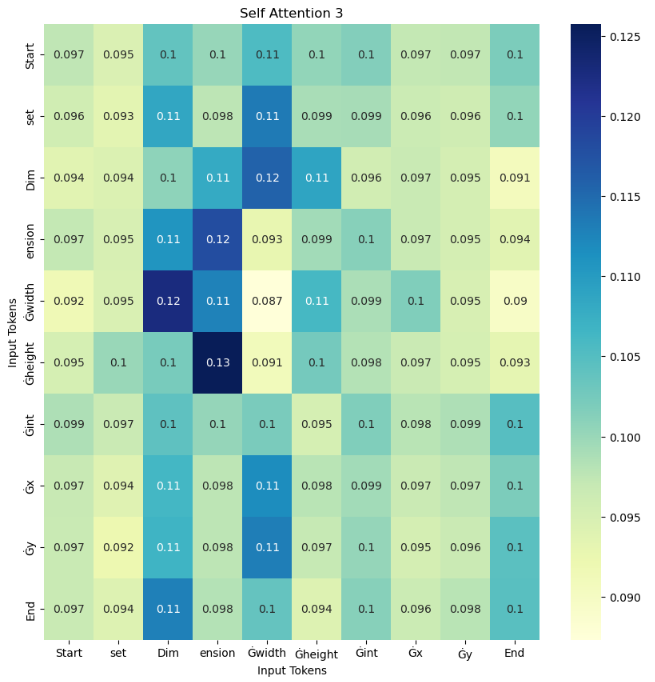 Self Attention 3
Start 0.097 0.095 0.1 0.1 0.11 0.1 0.1 0.097 0.097 0.1
set 0.096 0.093 0.11 0.098 0.11 0.099 0.099 0.096 0.096 0.1
Dim 0.094 0.094 0.1 0.11 0.12 0.11 0.096 0.097 0.095 0.091
ension 0.097 0.095 0.11 0.12 0.093 0.099 0.1 0.097 0.095 0.094
Ġwidth 0.092 0.095 0.12 0.11 0.087 0.11 0.099 0.1 0.095 0.09
Ġheight 0.095 0.1 0.1 0.13 0.091 0.1 0.098 0.097 0.095 0.093
Ġint 0.099 0.097 0.1 0.1 0.1 0.095 0.1 0.098 0.099 0.1
Ġx 0.097 0.094 0.11 0.098 0.11 0.098 0.099 0.097 0.097 0.1
Ġy 0.097 0.092 0.11 0.098 0.11 0.097 0.1 0.095 0.096 0.1
End 0.097 0.094 0.11 0.098 0.1 0.094 0.1 0.096 0.098 0.1
Input Tokens
Start set Dim ension Ġwidth Ġheight Ġint Ġx Ġy End
Input Tokens
0.125
0.120
0.115
0.110
0.105
0.100
0.095
0.090